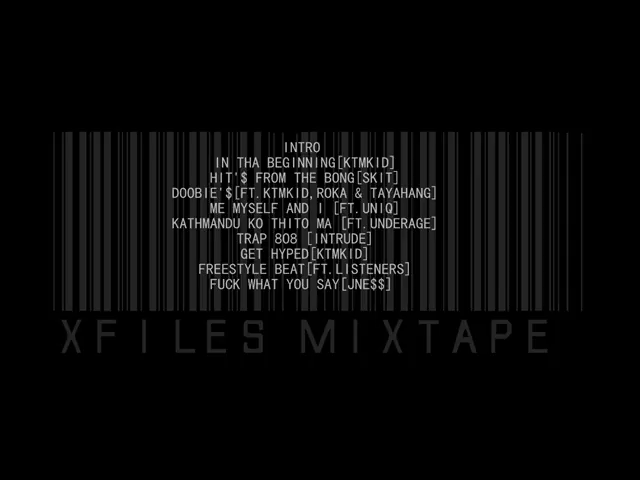 INTRO
IN THA BEGINNING[KTMKID]
HIT'$ FROM THE BONG[SKIT]
DOOBIE'$[FT.KTMKID,ROKA & TAYAHANG]
ME MYSELF AND I [FT.UNIQ]
KATHMANDU KO THITO MA [FT.UNDERAGE]
TRAP 808 [INTRUDE]
GET HYPED[KTMKID]
FREESTYLE BEAT[FT.LISTENERS]
FUCK WHAT YOU SAY[JNE$$]
XFILES MIXTAPE